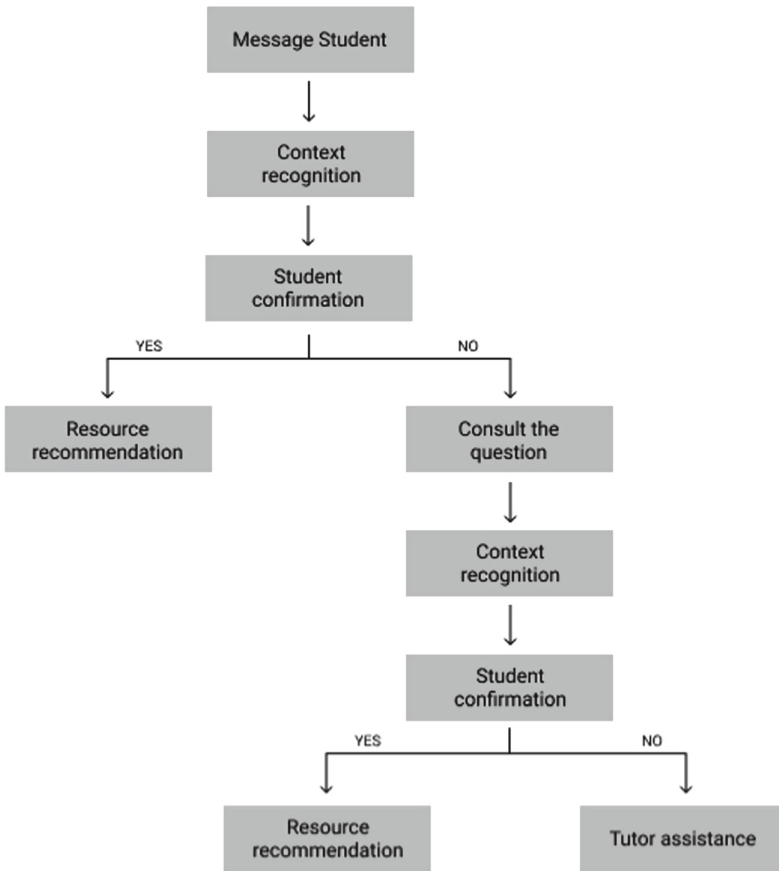 Message Student
Context
recognition
Student
confirmation
YES
NO
Resource
recommendation
Consult the
question
Context
recognition
Student
confirmation
YES
NO
Resource
recommendation
Tutor assistance